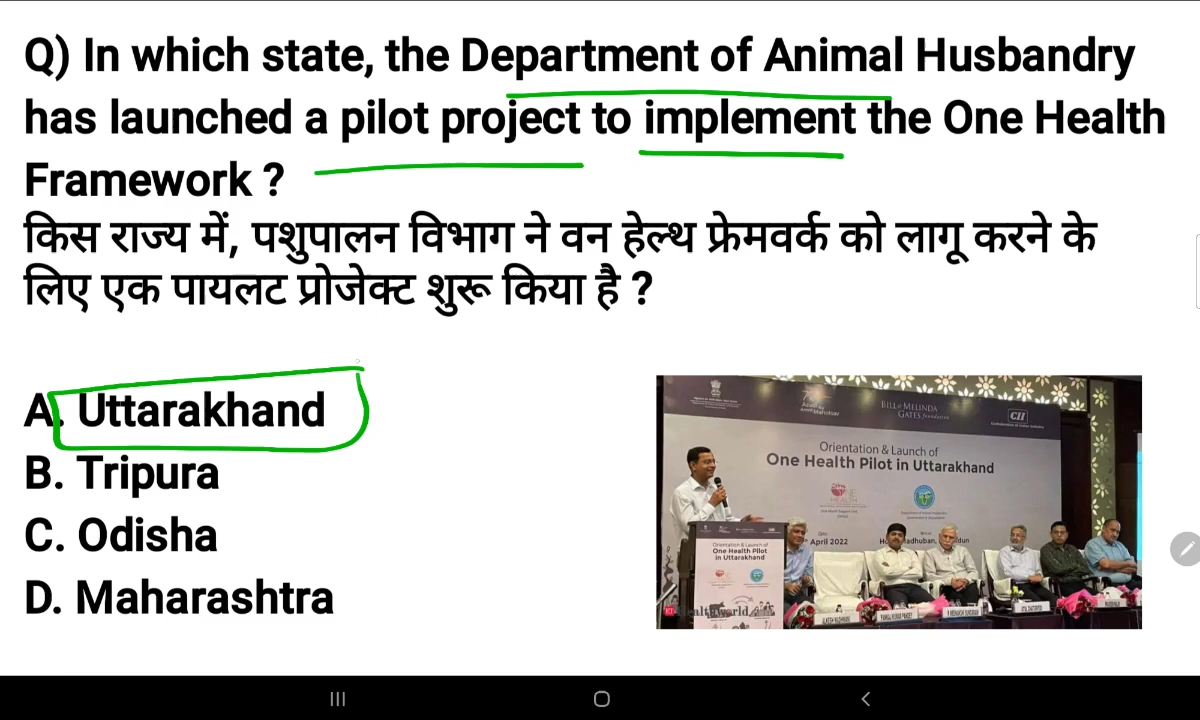 Q) In which state, the Department of Animal Husbandry
has launched a pilot project to implement the One Health
Framework ?
किस राज्य में, पशुपालन विभाग ने वन हेल्थ फ्रेमवर्क को लागू करने के
लिए एक पायलट प्रोजेक्ट शुरू किया है ?
A. Uttarakhand
B. Tripura
C. Odisha
D. Maharashtra
BILL & MELINDA
GATES foundation
CII
Orientation & Launch of
One Health Pilot in Uttarakhand
April 2022
Orientation & Launch of
One Health Pilot
in Uttarakhand